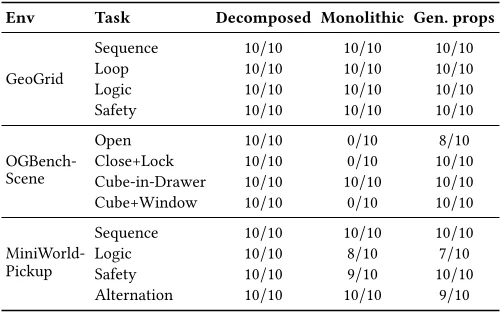 Env Task Decomposed Monolithic Gen. props
GeoGrid
Sequence 10/10 10/10 10/10
Loop 10/10 10/10 10/10
Logic 10/10 10/10 10/10
Safety 10/10 10/10 10/10
OGBench-
Scene
Open 10/10 0/10 8/10
Close+Lock 10/10 0/10 10/10
Cube-in-Drawer 10/10 10/10 10/10
Cube+Window 10/10 0/10 10/10
MiniWorld-
Pickup
Sequence 10/10 10/10 10/10
Logic 10/10 8/10 7/10
Safety 10/10 9/10 10/10
Alternation 10/10 10/10 9/10